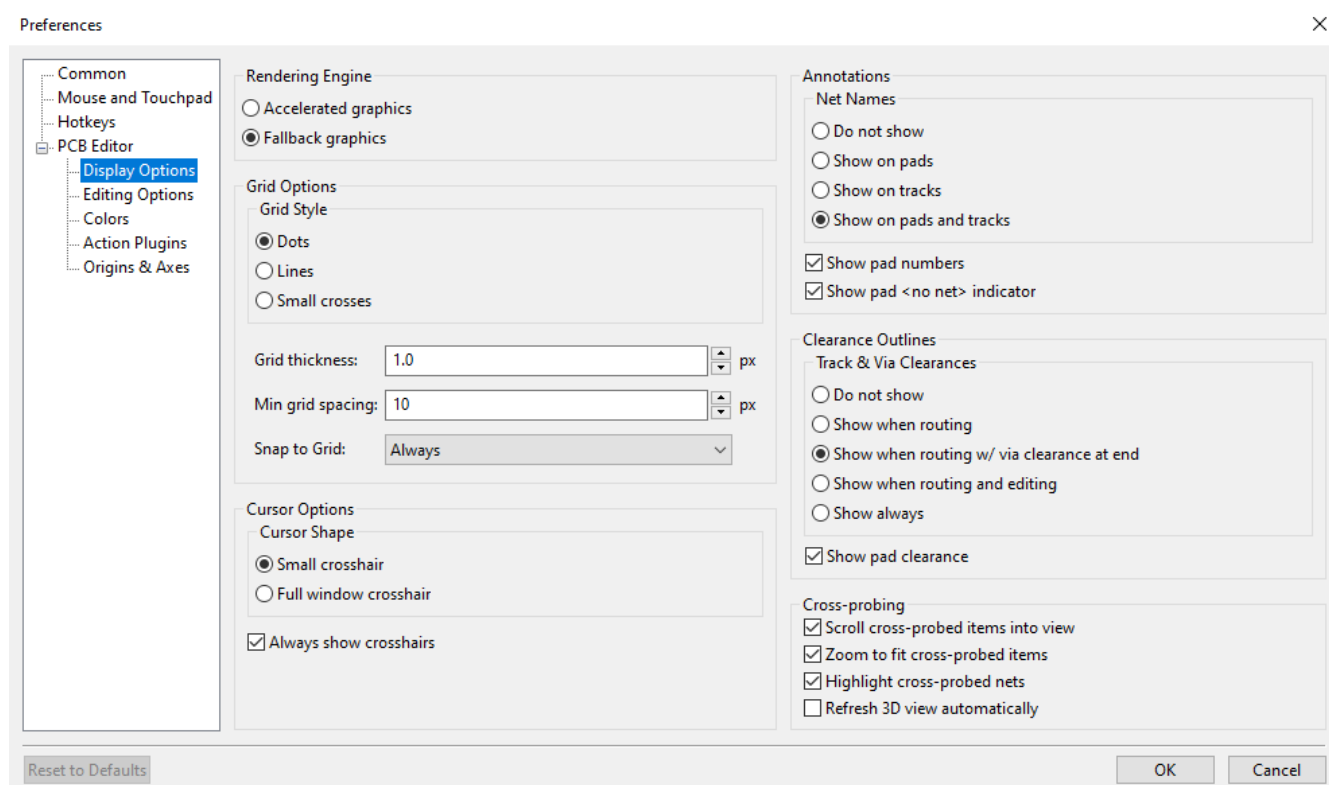 Preferences
Common
Mouse and Touchpad
Hotkeys
PCB Editor
Display Options
Editing Options
Colors
Action Plugins
Origins & Axes
Rendering Engine
Accelerated graphics
Fallback graphics
Grid Options
Grid Style
Dots
Lines
Small crosses
Grid thickness: 1.0 px
Min grid spacing: 10 px
Snap to Grid: Always
Cursor Options
Cursor Shape
Small crosshair
Full window crosshair
Always show crosshairs
Annotations
Net Names
Do not show
Show on pads
Show on tracks
Show on pads and tracks
Show pad numbers
Show pad <no net> indicator
Clearance Outlines
Track & Via Clearances
Do not show
Show when routing
Show when routing w/ via clearance at end
Show when routing and editing
Show always
Show pad clearance
Cross-probing
Scroll cross-probed items into view
Zoom to fit cross-probed items
Highlight cross-probed nets
Refresh 3D view automatically
Reset to Defaults
OK
Cancel